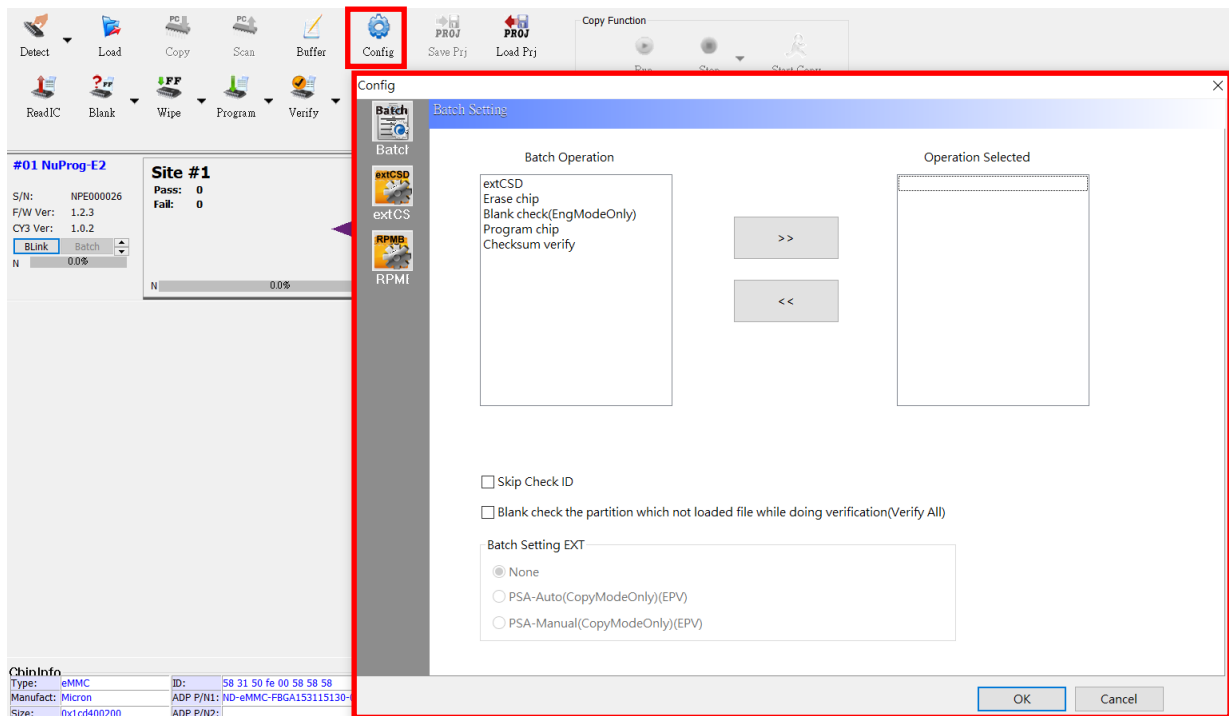 PC PC PROJ PROJ Copy Function
Detect Load Copy Scan Buffer Config Save Prj Load Prj
? FF FF
ReadIC Blank Wipe Program Verify
Config
Batch
Batch Setting
Batch Operation Operation Selected
extCSD
Erase chip
Blank check(EngModeOnly)
Program chip
Checksum verify
>>
<<
extCSD
extCS
RPMB
Skip Check ID
Blank check the partition which not loaded file while doing verification(Verify All)
Batch Setting EXT
None
PSA-Auto(CopyModeOnly)(EPV)
PSA-Manual(CopyModeOnly)(EPV)
OK Cancel
#01 NuProg-E2
S/N: NPE000026
F/W Ver: 1.2.3
CY3 Ver: 1.0.2
BLink Batch
N 0.0%
Site #1
Pass: 0
Fail: 0
N 0.0%
ChipInfo
Type: eMMC ID: 58 31 50 fe 00 58 58 58
Manufact: Micron ADP P/N1: ND-eMMC-FBGA153115130-
Size: 0x1cd400200 ADP P/N2: